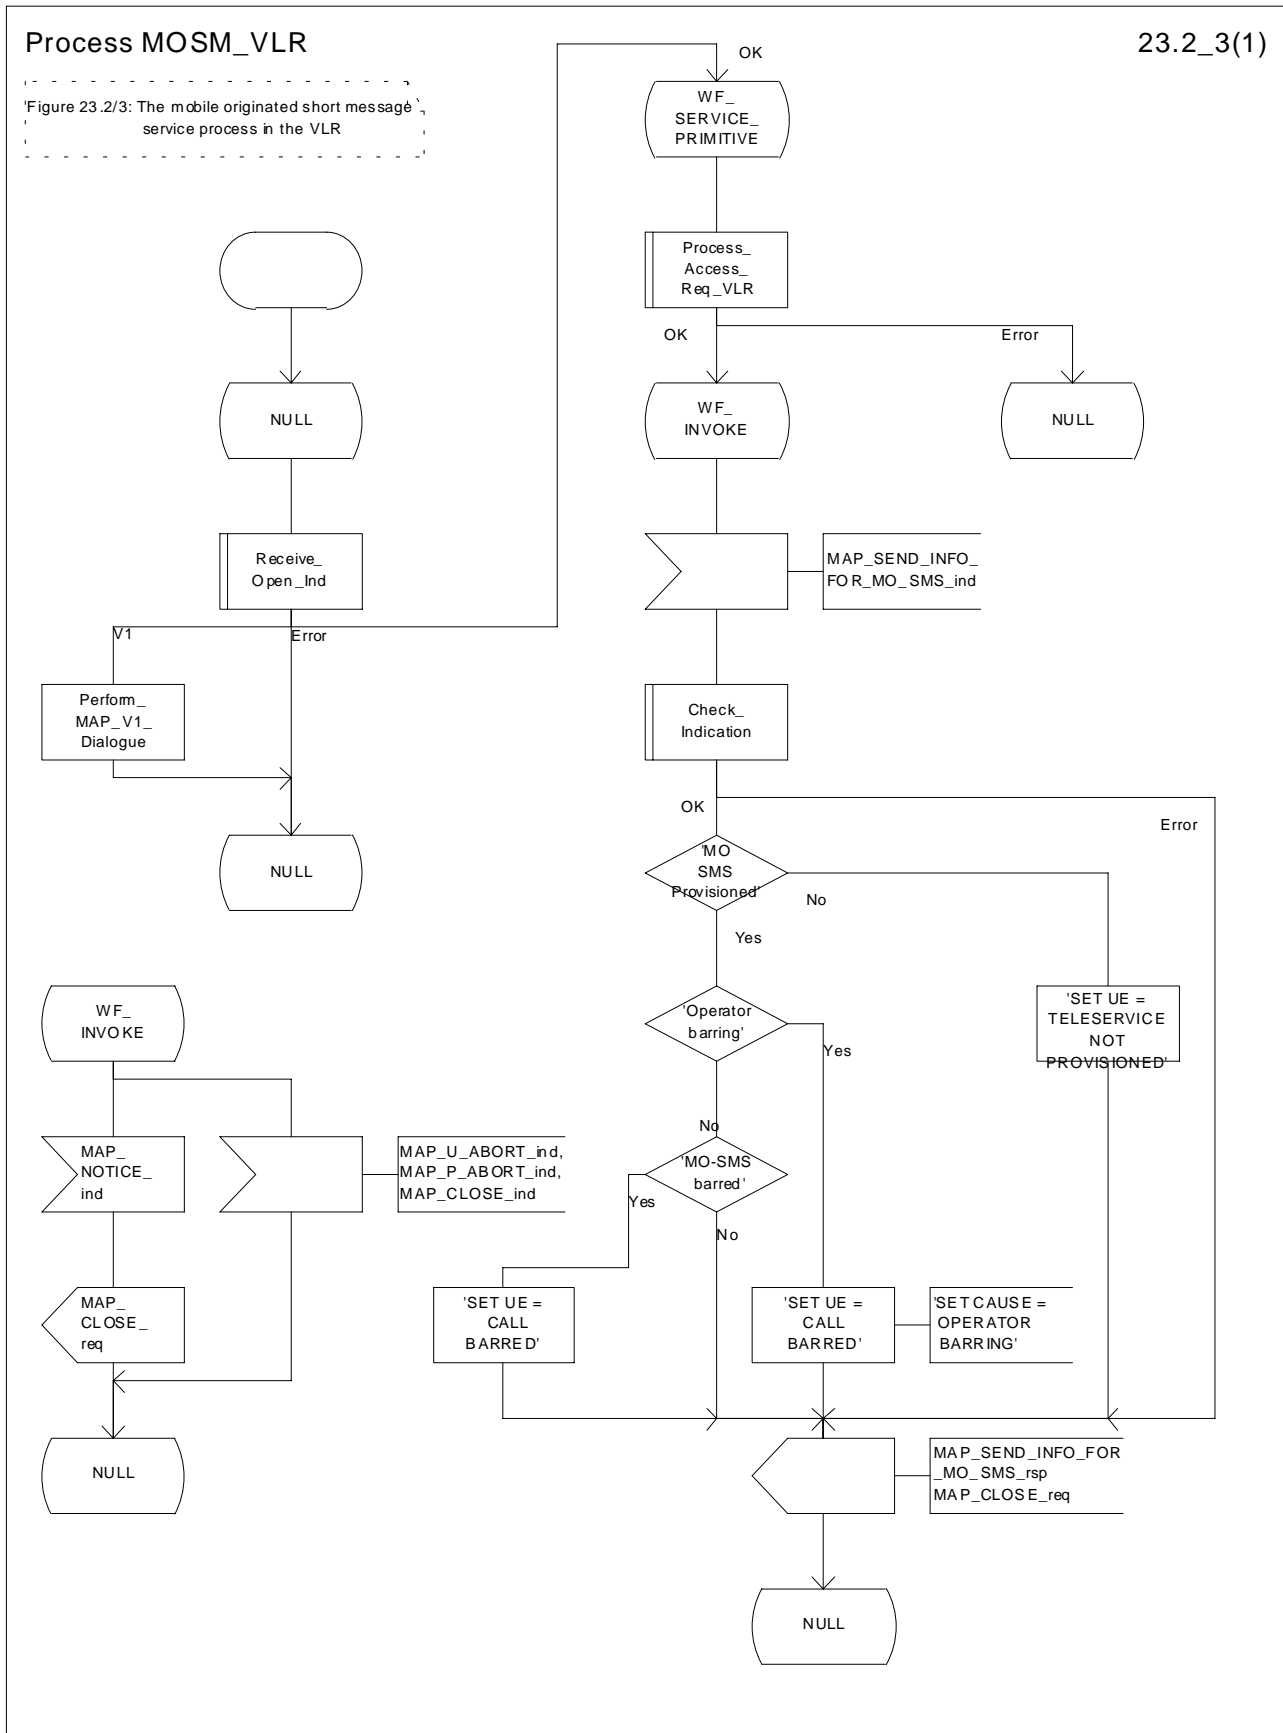 Process MOSM_VLR
23.2_3(1)
'Figure 23.2/3: The mobile originated short message
service process in the VLR
OK
WF_
SERVICE_
PRIMITIVE
Process_
Access_
Req_VLR
OK
Error
NULL
WF_
INVOKE
NULL
Receive_
Open_Ind
MAP_SEND_INFO_
FOR_MO_SMS_ind
V1
Error
Perform_
MAP_V1_
Dialogue
Check_
Indication
OK
Error
NULL
'MO
SMS
Provisioned'
No
Yes
WF_
INVOKE
'Operator
barring'
Yes
'SET UE =
TELESERVICE
NOT
PROVISIONED'
No
MAP_
NOTICE_
ind
MAP_U_ABORT_ind,
MAP_P_ABORT_ind,
MAP_CLOSE_ind
'MO-SMS
barred'
Yes
No
MAP_
CLOSE_
req
'SET UE =
CALL
BARRED'
'SET UE =
CALL
BARRED'
'SET CAUSE =
OPERATOR
BARRING'
NULL
MAP_SEND_INFO_FOR
_MO_SMS_rsp
MAP_CLOSE_req
NULL